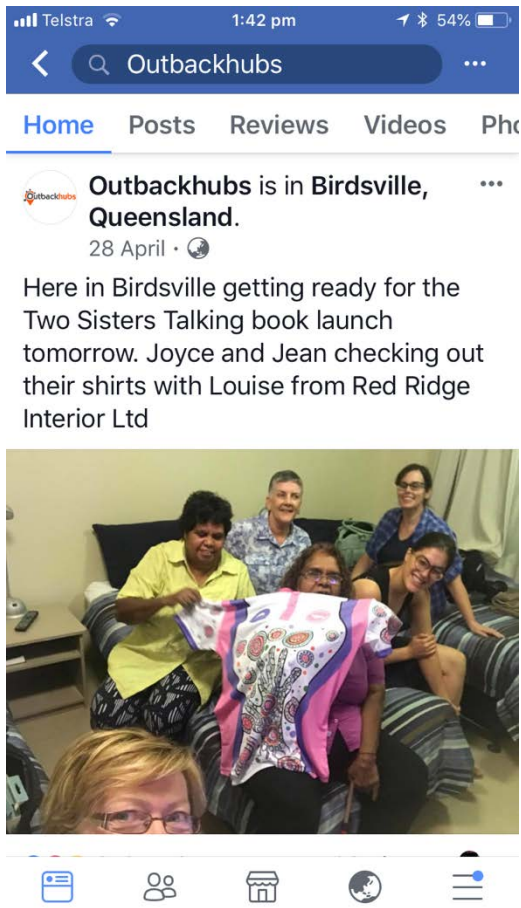 Telstra 1:42 pm 54%
Outbackhubs
Home Posts Reviews Videos Pho
Outbackhubs
Outbackhubs is in Birdsville,
Queensland.
28 April ·
Here in Birdsville getting ready for the
Two Sisters Talking book launch
tomorrow. Joyce and Jean checking out
their shirts with Louise from Red Ridge
Interior Ltd